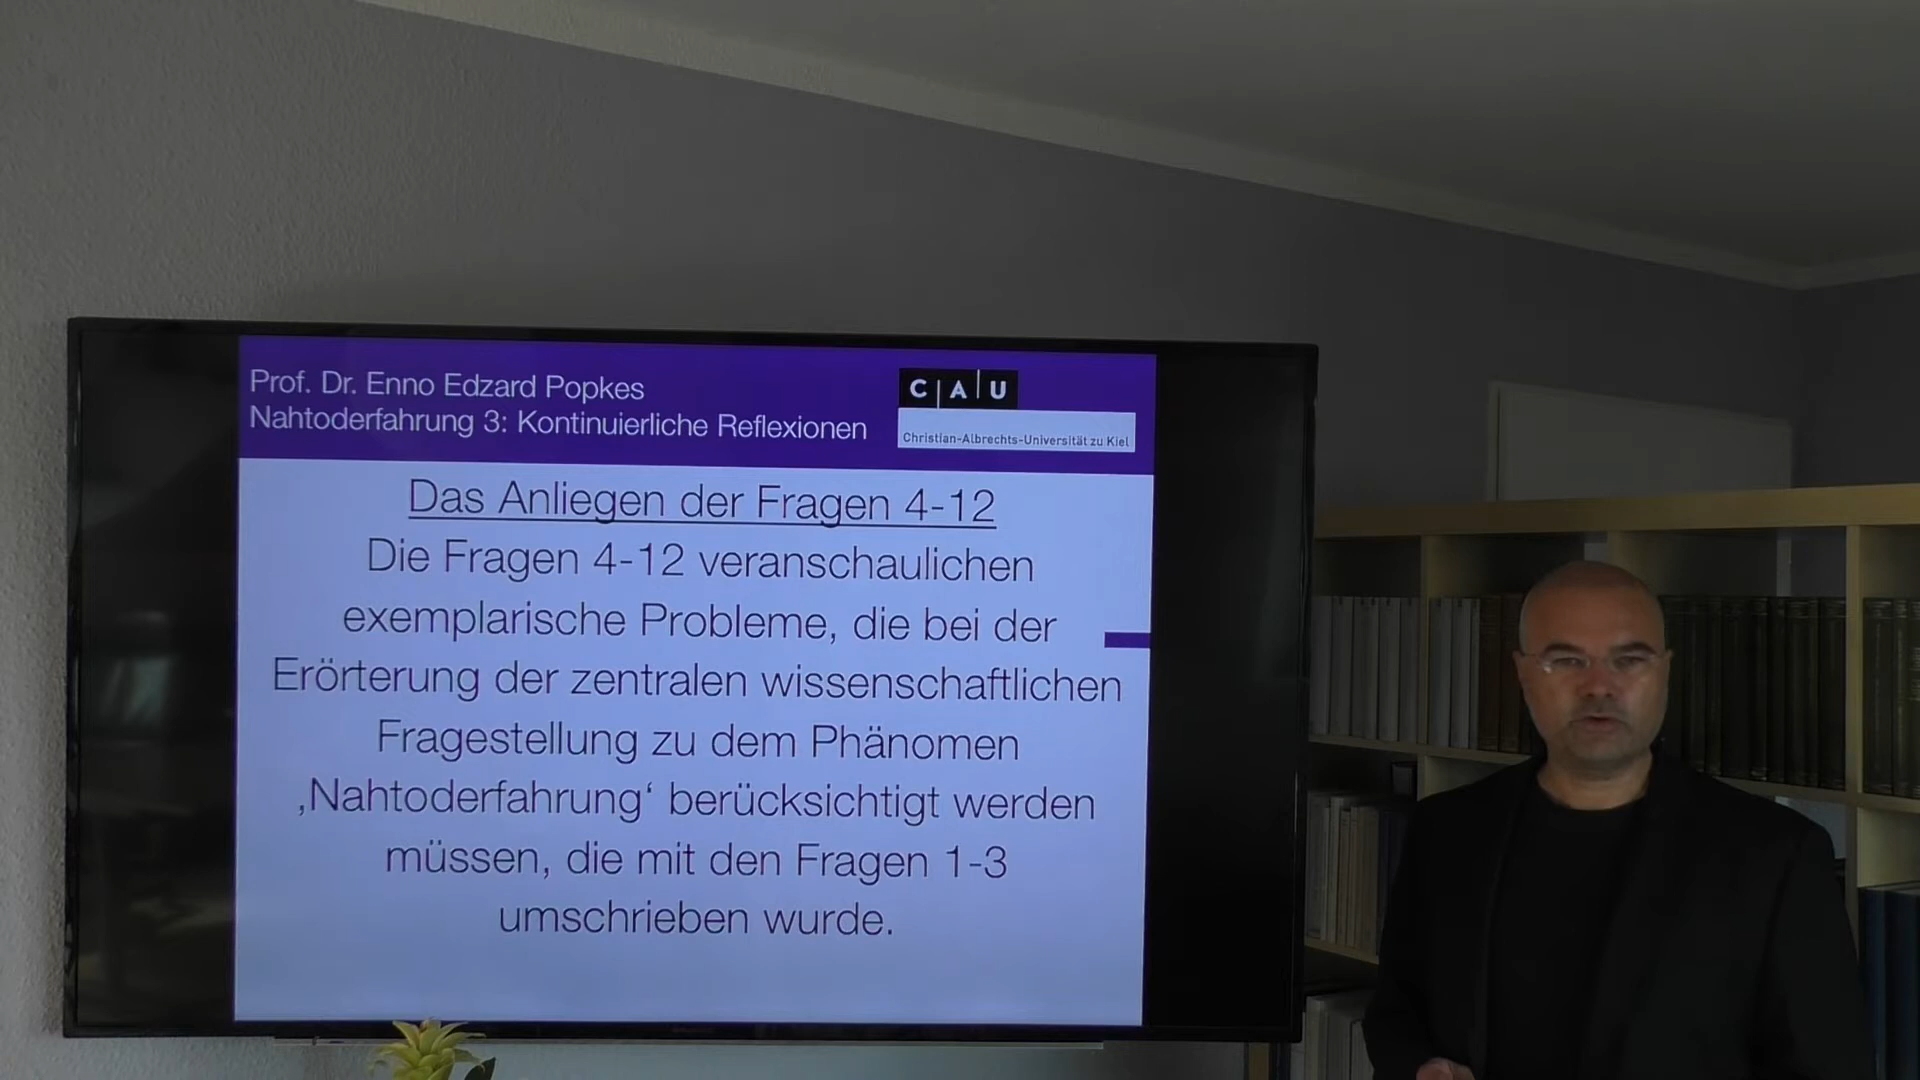 Prof. Dr. Enno Edzard Popkes
Nahtoderfahrung 3: Kontinuierliche Reflexionen
C|A|U
Christian-Albrechts-Universität zu Kiel
Das Anliegen der Fragen 4-12
Die Fragen 4-12 veranschaulichen
exemplarische Probleme, die bei der
Erörterung der zentralen wissenschaftlichen
Fragestellung zu dem Phänomen
‚Nahtoderfahrung‘ berücksichtigt werden
müssen, die mit den Fragen 1-3
umschrieben wurde.